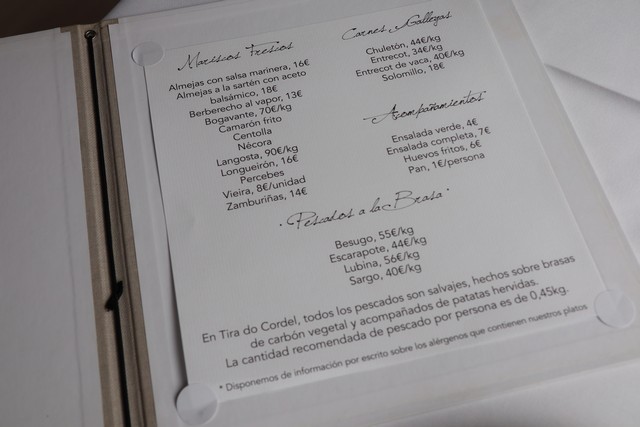 Mariscos Frescos
Almejas con salsa marinera, 16€
Almejas a la sartén con aceto
balsámico, 18€
Berberecho al vapor, 13€
Bogavante, 70€/kg
Camarón frito
Centolla
Nécora
Langosta, 90€/kg
Longueirón, 16€
Percebes
Vieira, 8€/unidad
Zamburiñas, 14€
Carnes Gallegas
Chuletón, 44€/kg
Entrecot, 34€/kg
Entrecot de vaca, 40€/kg
Solomillo, 18€
Acompañamientos
Ensalada verde, 4€
Ensalada completa, 7€
Huevos fritos, 6€
Pan, 1€/persona
Pescados a la Brasa
Besugo, 55€/kg
Escarapote, 44€/kg
Lubina, 56€/kg
Sargo, 40€/kg
En Tira do Cordel, todos los pescados son salvajes, hechos sobre brasas
de carbón vegetal y acompañados de patatas hervidas.
La cantidad recomendada de pescado por persona es de 0,45kg.
* Disponemos de información por escrito sobre los alérgenos que contienen nuestros platos